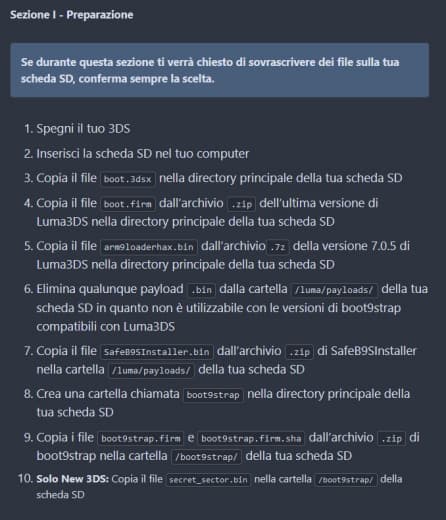 Sezione I - Preparazione
Se durante questa sezione ti verrà chiesto di sovrascrivere dei file sulla tua
scheda SD, conferma sempre la scelta.
1. Spegni il tuo 3DS
2. Inserisci la scheda SD nel tuo computer
3. Copia il file boot.3dsx nella directory principale della tua scheda SD
4. Copia il file boot.firm dall'archivio .zip dell'ultima versione di
Luma3DS nella directory principale della tua scheda SD
5. Copia il file arm9loaderhax.bin dall'archivio .7z della versione 7.0.5 di
Luma3DS nella directory principale della tua scheda SD
6. Elimina qualunque payload .bin dalla cartella /luma/payloads/ della tua
scheda SD in quanto non è utilizzabile con le versioni di boot9strap
compatibili con Luma3DS
7. Copia il file SafeB9SInstaller.bin dall'archivio .zip di SafeB9SInstaller
nella cartella /luma/payloads/ della tua scheda SD
8. Crea una cartella chiamata boot9strap nella directory principale della
tua scheda SD
9. Copia i file boot9strap.firm e boot9strap.firm.sha dall'archivio .zip di
boot9strap nella cartella /boot9strap/ della tua scheda SD
10. Solo New 3DS: Copia il file secret_sector.bin nella cartella /boot9strap/ della
scheda SD